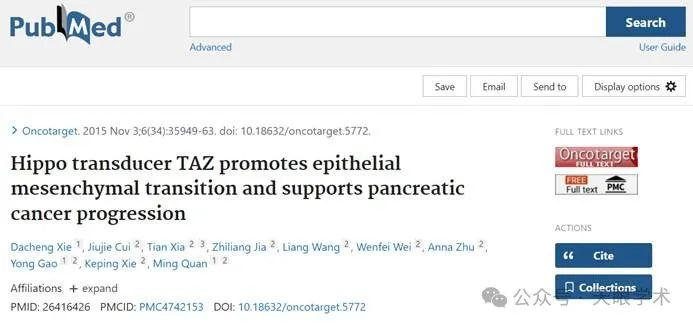 PubMed®
Search
Advanced
User Guide
Save
Email
Send to
Display options
Oncotarget. 2015 Nov 3;6(34):35949-63. doi: 10.18632/oncotarget.5772.
Hippo transducer TAZ promotes epithelial
mesenchymal transition and supports pancreatic
cancer progression
Dacheng Xie 1, Jiujie Cui 2, Tian Xia 2 3, Zhiliang Jia 2, Liang Wang 2, Wenfei Wei 2, Anna Zhu 2,
Yong Gao 1 2, Keping Xie 2, Ming Quan 1 2
Affiliations + expand
PMID: 26416426 PMCID: PMC4742153 DOI: 10.18632/oncotarget.5772
FULL TEXT LINKS
Oncotarget
FULL TEXT
FREE
Full text
PMC
ACTIONS
Cite
Collections
公众号·天眼学术